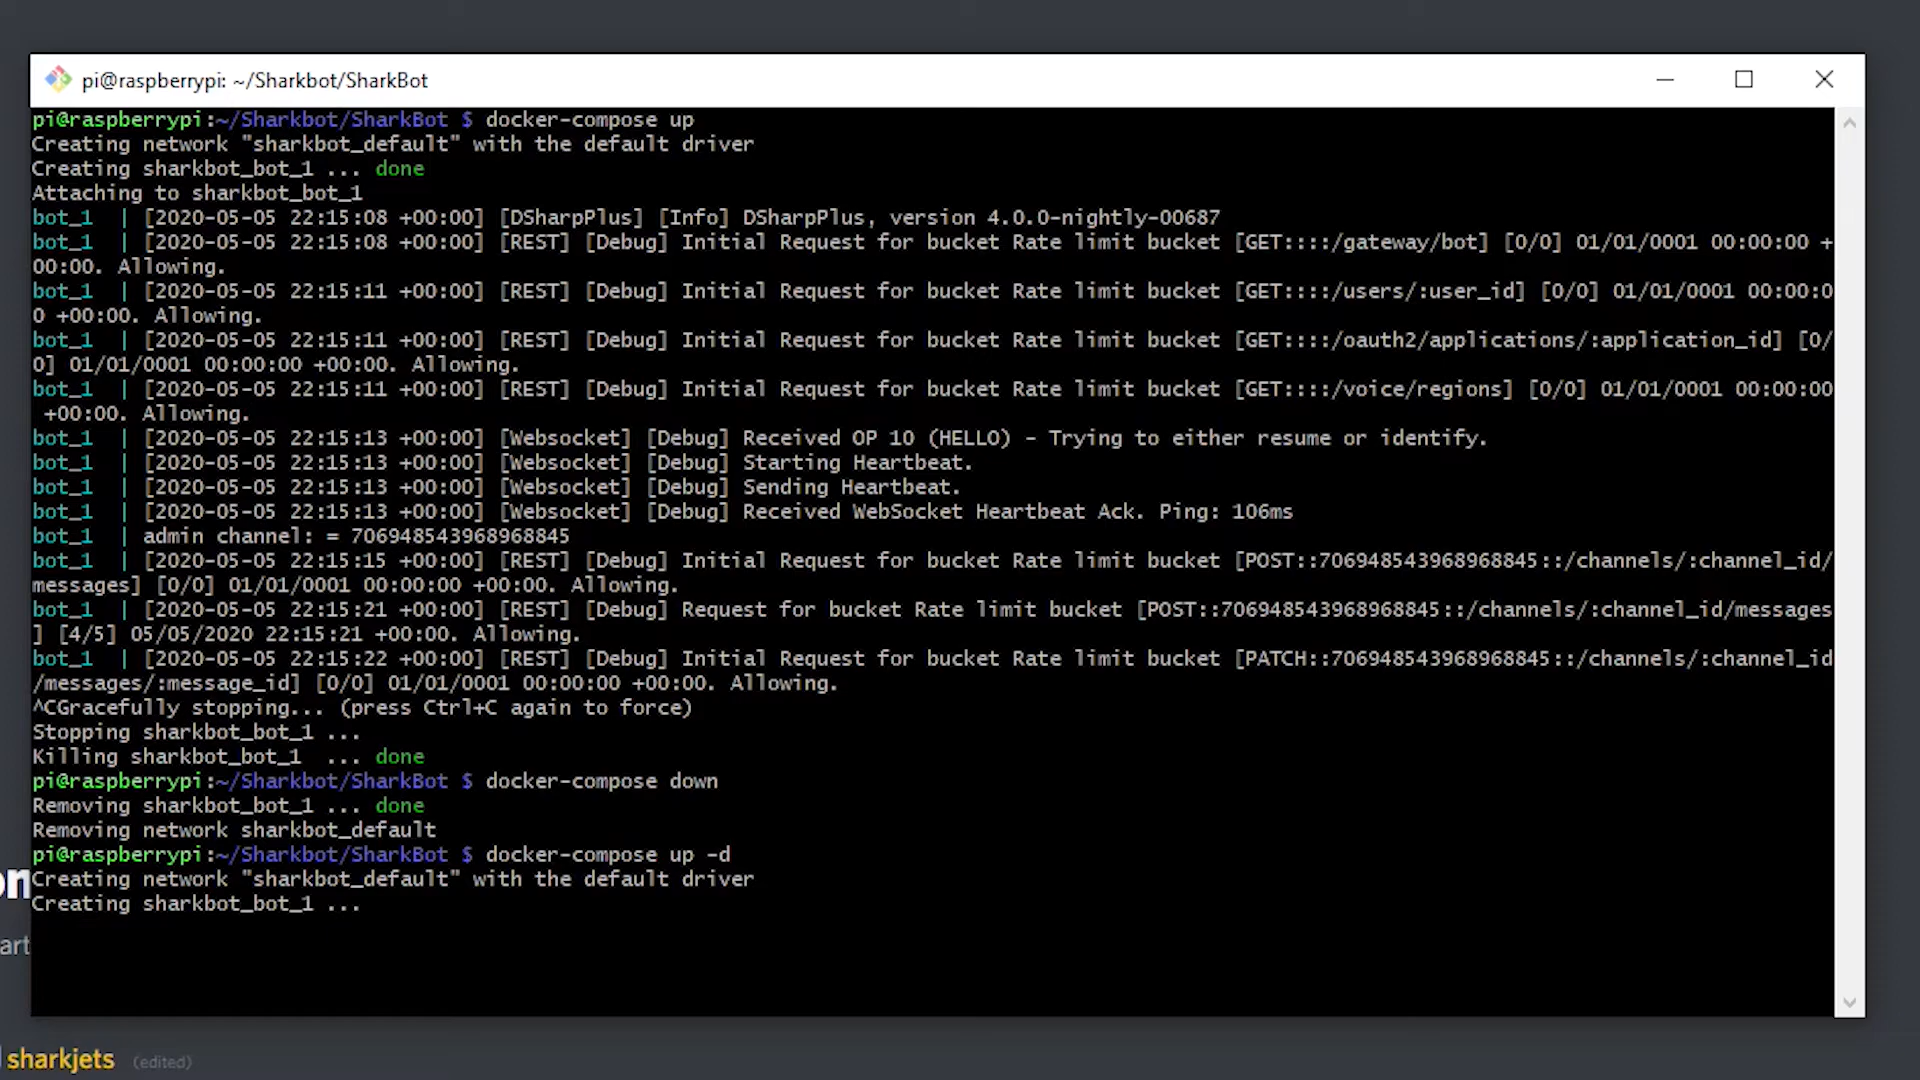 pi@raspberrypi: ~/Sharkbot/SharkBot
pi@raspberrypi:~/Sharkbot/SharkBot $ docker-compose up
Creating network "sharkbot_default" with the default driver
Creating sharkbot_bot_1 ... done
Attaching to sharkbot_bot_1
bot_1  | [2020-05-05 22:15:08 +00:00] [DSharpPlus] [Info] DSharpPlus, version 4.0.0-nightly-00687
bot_1  | [2020-05-05 22:15:08 +00:00] [REST] [Debug] Initial Request for bucket Rate limit bucket [GET::::/gateway/bot] [0/0] 01/01/0001 00:00:00 +
00:00. Allowing.
bot_1  | [2020-05-05 22:15:11 +00:00] [REST] [Debug] Initial Request for bucket Rate limit bucket [GET::::/users/:user_id] [0/0] 01/01/0001 00:00:0
0 +00:00. Allowing.
bot_1  | [2020-05-05 22:15:11 +00:00] [REST] [Debug] Initial Request for bucket Rate limit bucket [GET::::/oauth2/applications/:application_id] [0/
0] 01/01/0001 00:00:00 +00:00. Allowing.
bot_1  | [2020-05-05 22:15:11 +00:00] [REST] [Debug] Initial Request for bucket Rate limit bucket [GET::::/voice/regions] [0/0] 01/01/0001 00:00:00
 +00:00. Allowing.
bot_1  | [2020-05-05 22:15:13 +00:00] [Websocket] [Debug] Received OP 10 (HELLO) - Trying to either resume or identify.
bot_1  | [2020-05-05 22:15:13 +00:00] [Websocket] [Debug] Starting Heartbeat.
bot_1  | [2020-05-05 22:15:13 +00:00] [Websocket] [Debug] Sending Heartbeat.
bot_1  | [2020-05-05 22:15:13 +00:00] [Websocket] [Debug] Received WebSocket Heartbeat Ack. Ping: 106ms
bot_1  | admin channel: = 706948543968968845
bot_1  | [2020-05-05 22:15:15 +00:00] [REST] [Debug] Initial Request for bucket Rate limit bucket [POST::706948543968968845::/channels/:channel_id/
messages] [0/0] 01/01/0001 00:00:00 +00:00. Allowing.
bot_1  | [2020-05-05 22:15:21 +00:00] [REST] [Debug] Request for bucket Rate limit bucket [POST::706948543968968845::/channels/:channel_id/messages
] [4/5] 05/05/2020 22:15:21 +00:00. Allowing.
bot_1  | [2020-05-05 22:15:22 +00:00] [REST] [Debug] Initial Request for bucket Rate limit bucket [PATCH::706948543968968845::/channels/:channel_id
/messages/:message_id] [0/0] 01/01/0001 00:00:00 +00:00. Allowing.
^CGracefully stopping... (press Ctrl+C again to force)
Stopping sharkbot_bot_1 ...
Killing sharkbot_bot_1  ... done
pi@raspberrypi:~/Sharkbot/SharkBot $ docker-compose down
Removing sharkbot_bot_1 ... done
Removing network sharkbot_default
pi@raspberrypi:~/Sharkbot/SharkBot $ docker-compose up -d
Creating network "sharkbot_default" with the default driver
Creating sharkbot_bot_1 ...
on
art
sharkjets (edited)